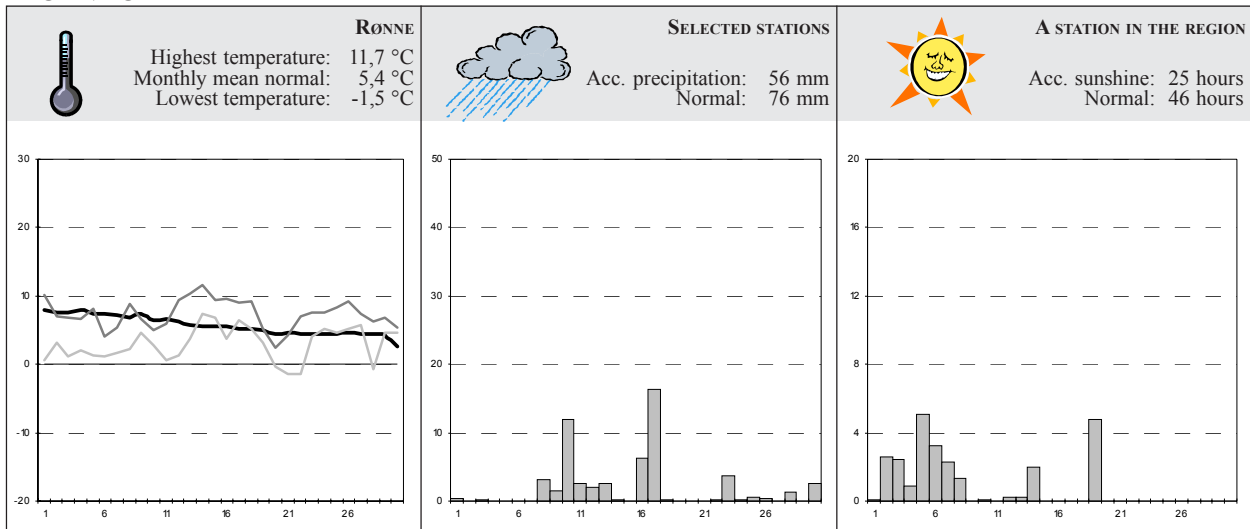 RØNNE
Highest temperature: 11,7 °C
Monthly mean normal: 5,4 °C
Lowest temperature: -1,5 °C
SELECTED STATIONS
Acc. precipitation: 56 mm
Normal: 76 mm
A STATION IN THE REGION
Acc. sunshine: 25 hours
Normal: 46 hours
30
20
10
0
-10
-20
1 6 11 16 21 26
50
40
30
20
10
0
1 6 11 16 21 26
20
16
12
8
4
0
1 6 11 16 21 26